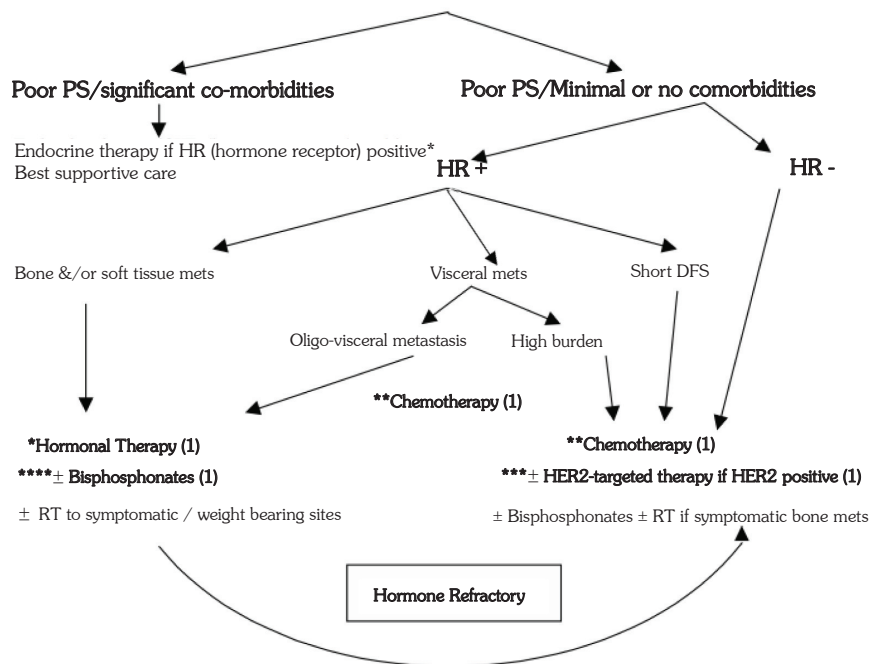 Poor PS/significant co-morbidities
Poor PS/Minimal or no comorbidities
Endocrine therapy if HR (hormone receptor) positive*
Best supportive care
HR +
HR -
Bone &/or soft tissue mets
Visceral mets
Short DFS
Oligo-visceral metastasis
High burden
**Chemotherapy (1)
*Hormonal Therapy (1)
****± Bisphosphonates (1)
± RT to symptomatic / weight bearing sites
**Chemotherapy (1)
***± HER2-targeted therapy if HER2 positive (1)
± Bisphosphonates ± RT if symptomatic bone mets
Hormone Refractory